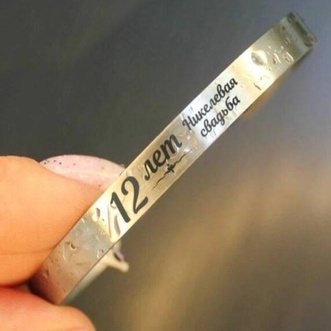 12 лет
Никелевая
свадьба